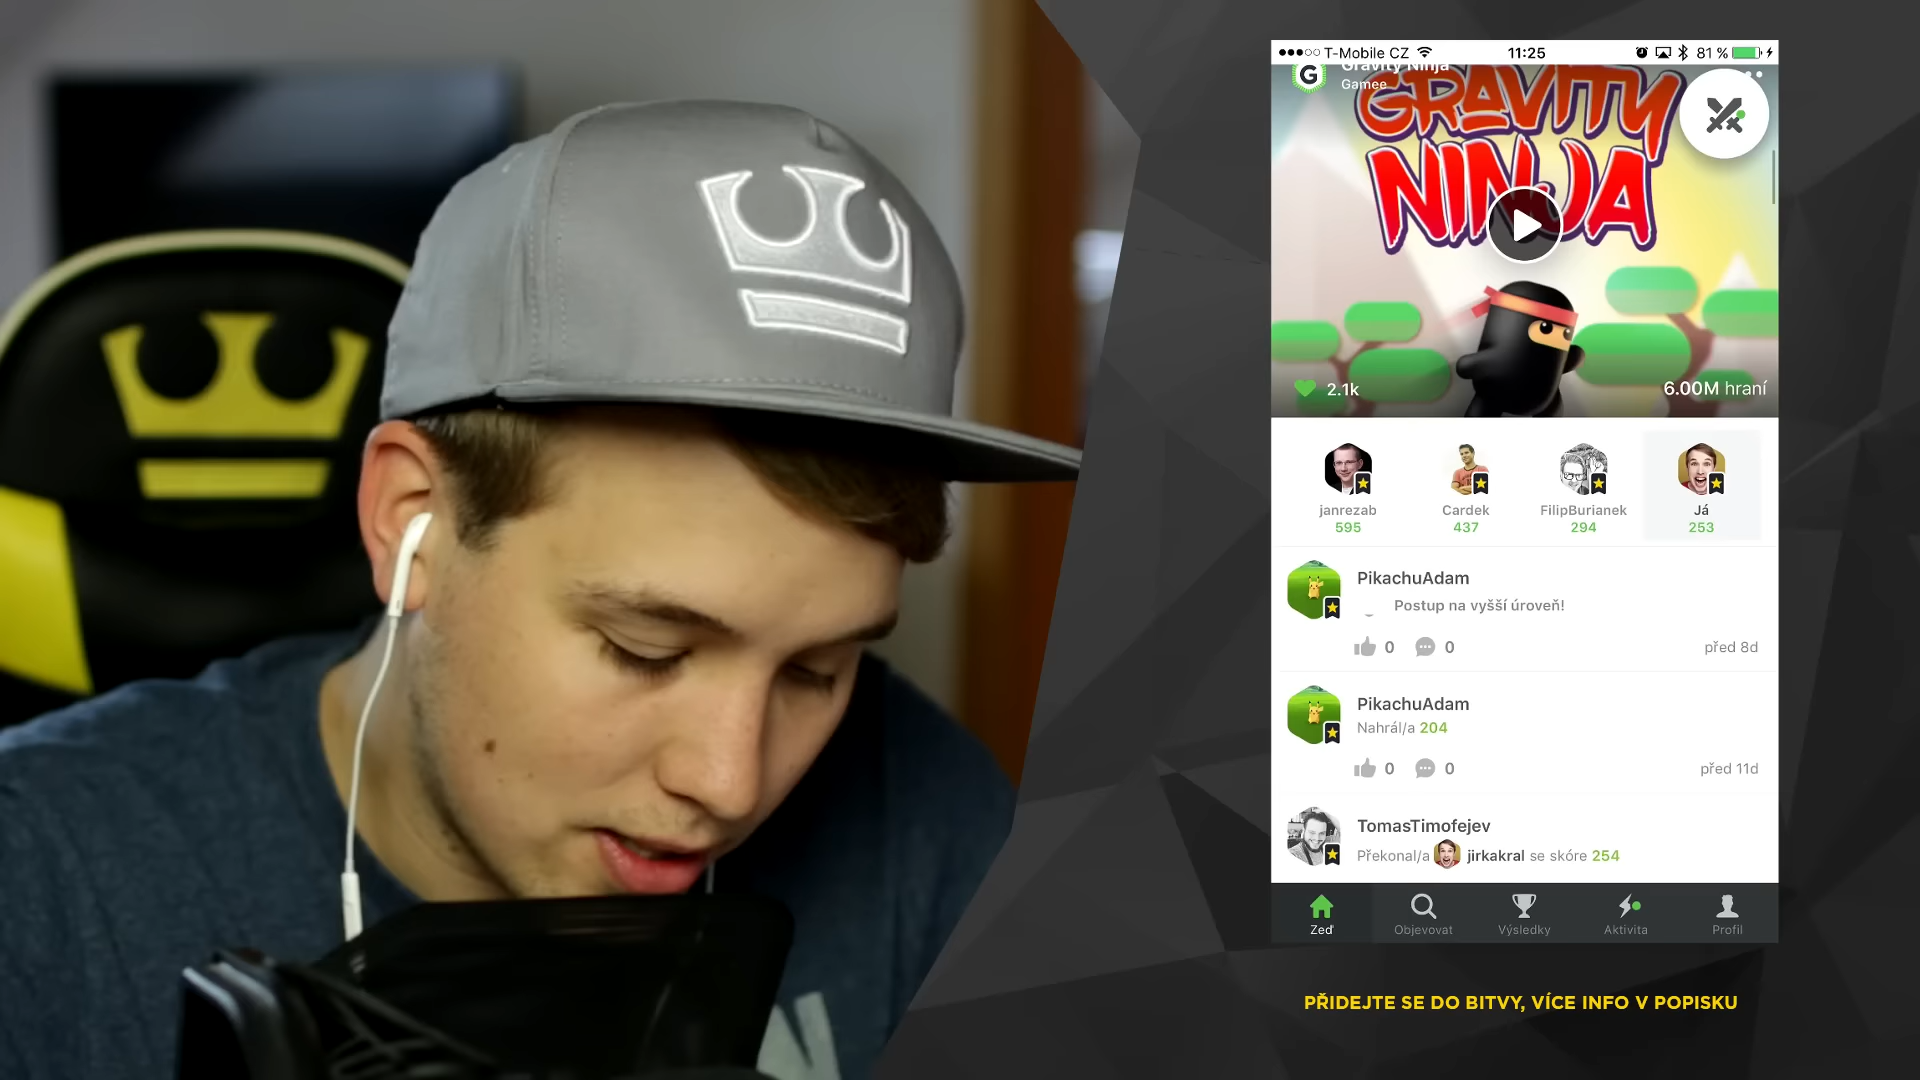 T-Mobile CZ
11:25
81 %
Gravity Ninja
Gamee
GRAVITY
NINJA
2.1k
6.00M hraní
janrezab
595
Cardek
437
FilipBurianek
294
Já
253
PikachuAdam
Postup na vyšší úroveň!
0
0
před 8d
PikachuAdam
Nahrál/a 204
0
0
před 11d
TomasTimofejev
Překonal/a jirkakral se skóre 254
Zeď
Objevovat
Výsledky
Aktivita
Profil
PŘIDEJTE SE DO BITVY, VÍCE INFO V POPISKU